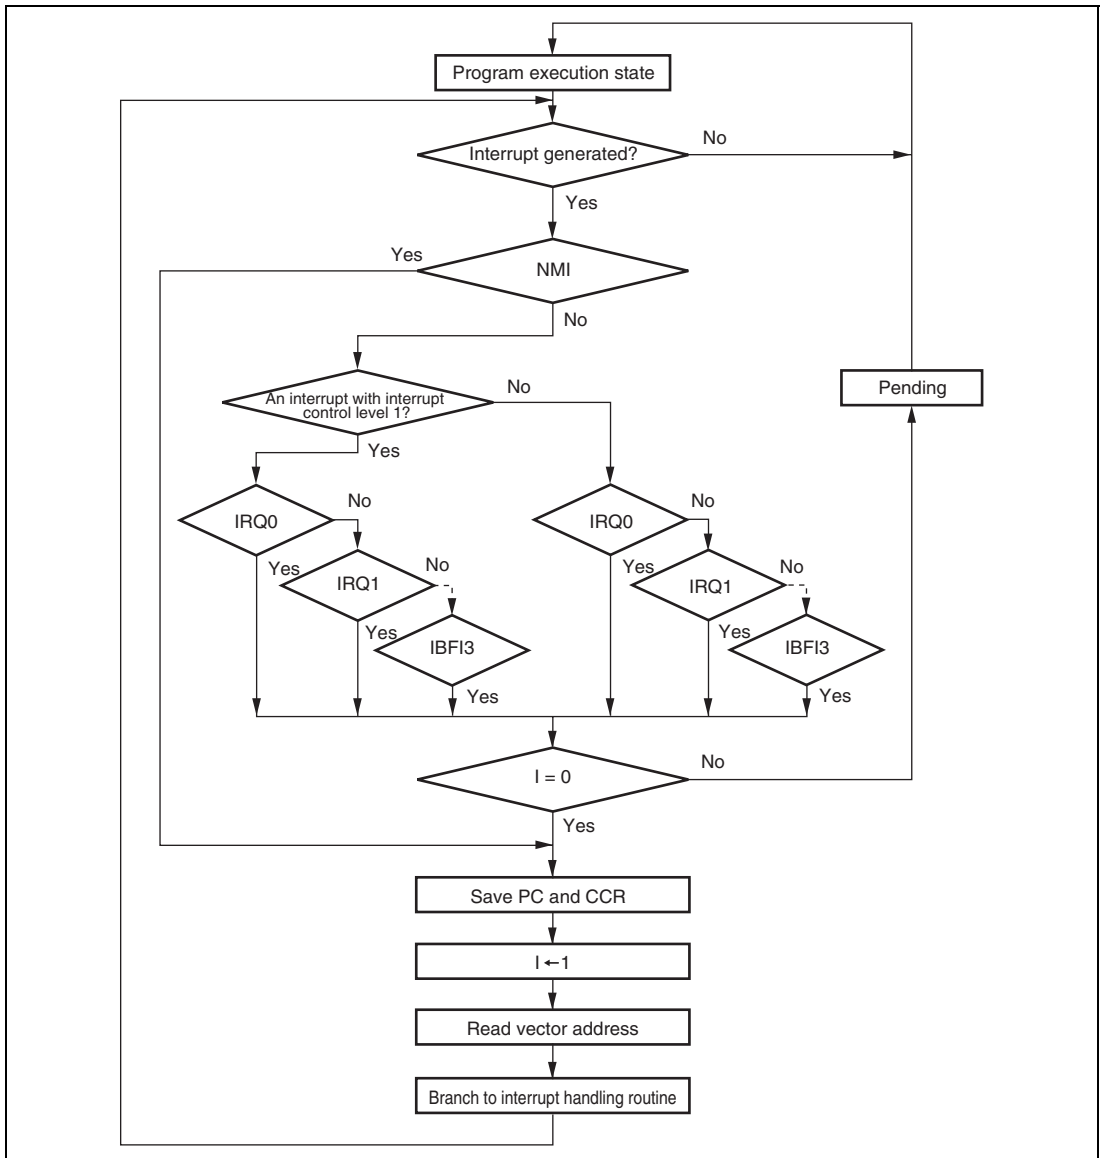 Program execution state
Interrupt generated?
No
Yes
Yes
NMI
No
An interrupt with interrupt
control level 1?
No
Pending
Yes
IRQ0
No
IRQ0
No
Yes
IRQ1
No
Yes
IRQ1
No
Yes
IBFI3
Yes
IBFI3
Yes
Yes
I = 0
No
Yes
Save PC and CCR
I ←1
Read vector address
Branch to interrupt handling routine